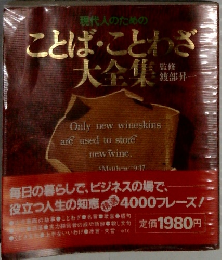 現代人のための
ことば・ことわざ
大全集
監修 渡部昇一
Only new wineskins
are used to store
new wine.
毎日の暮らしで、ビジネスの場で、
役立つ人生の知恵 4000フレーズ!
定価1980円